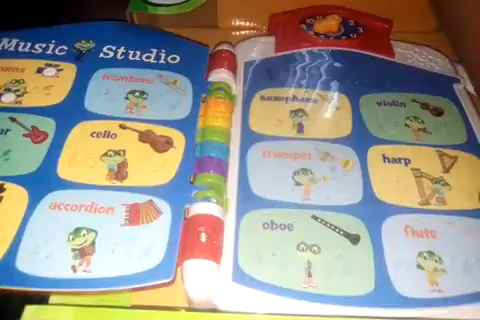 Music Studio
trombone
cello
accordion
saxophone
violin
trumpet
harp
oboe
flute